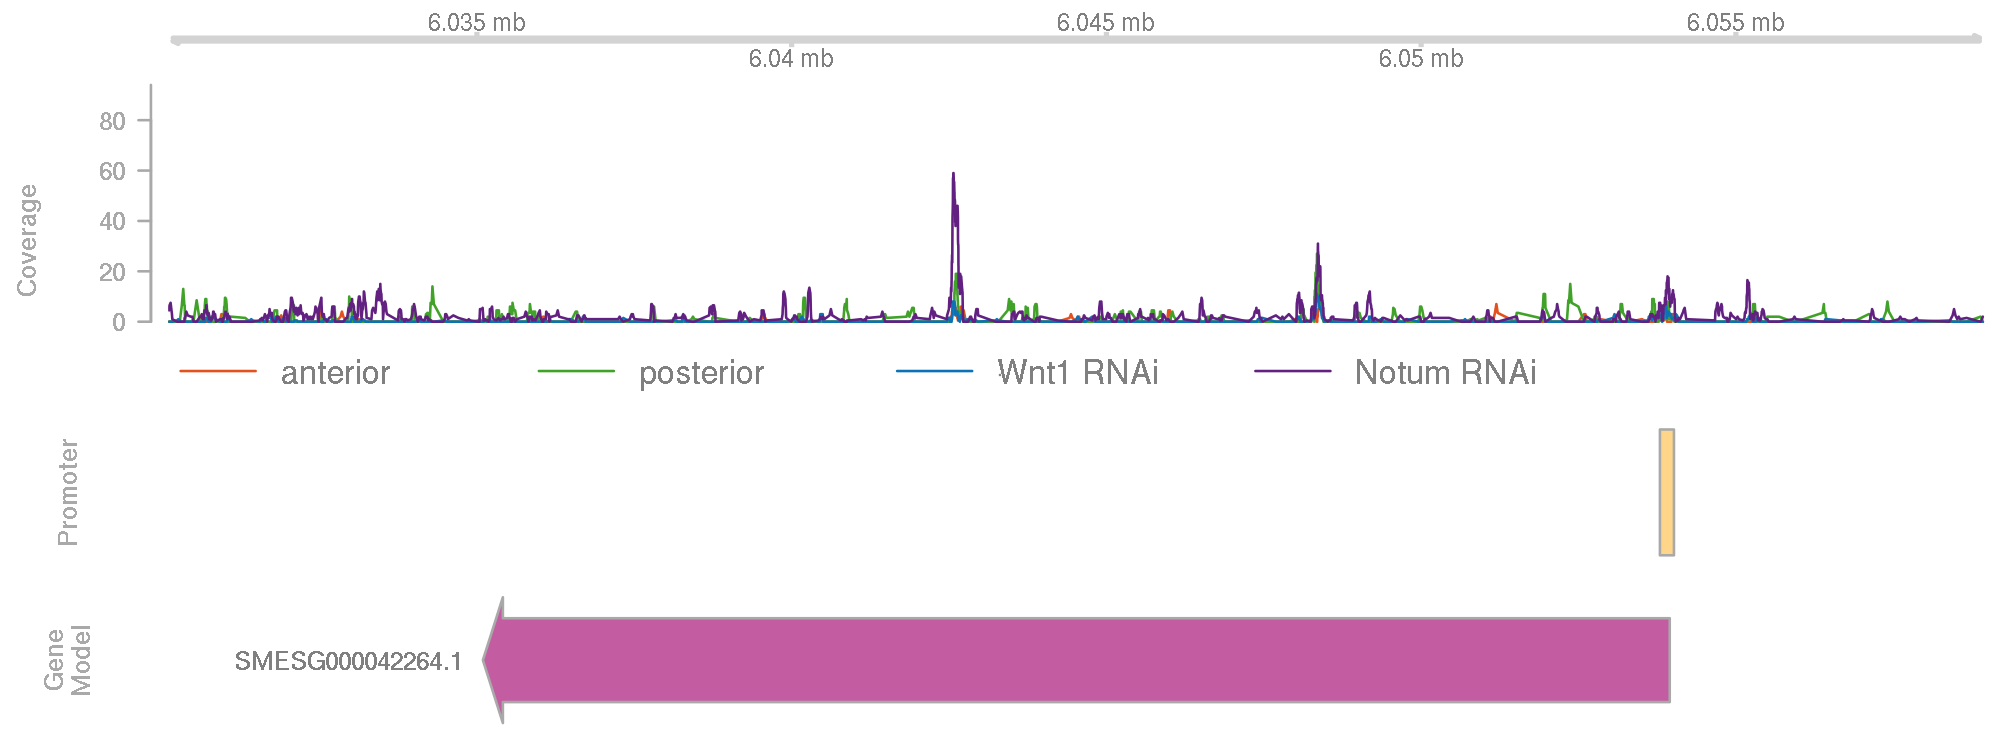 6.035 mb 6.045 mb 6.055 mb
6.04 mb 6.05 mb
Coverage
80
60
40
20
0
anterior posterior Wnt1 RNAi Notum RNAi
Promoter
Gene
Model
SMESG000042264.1